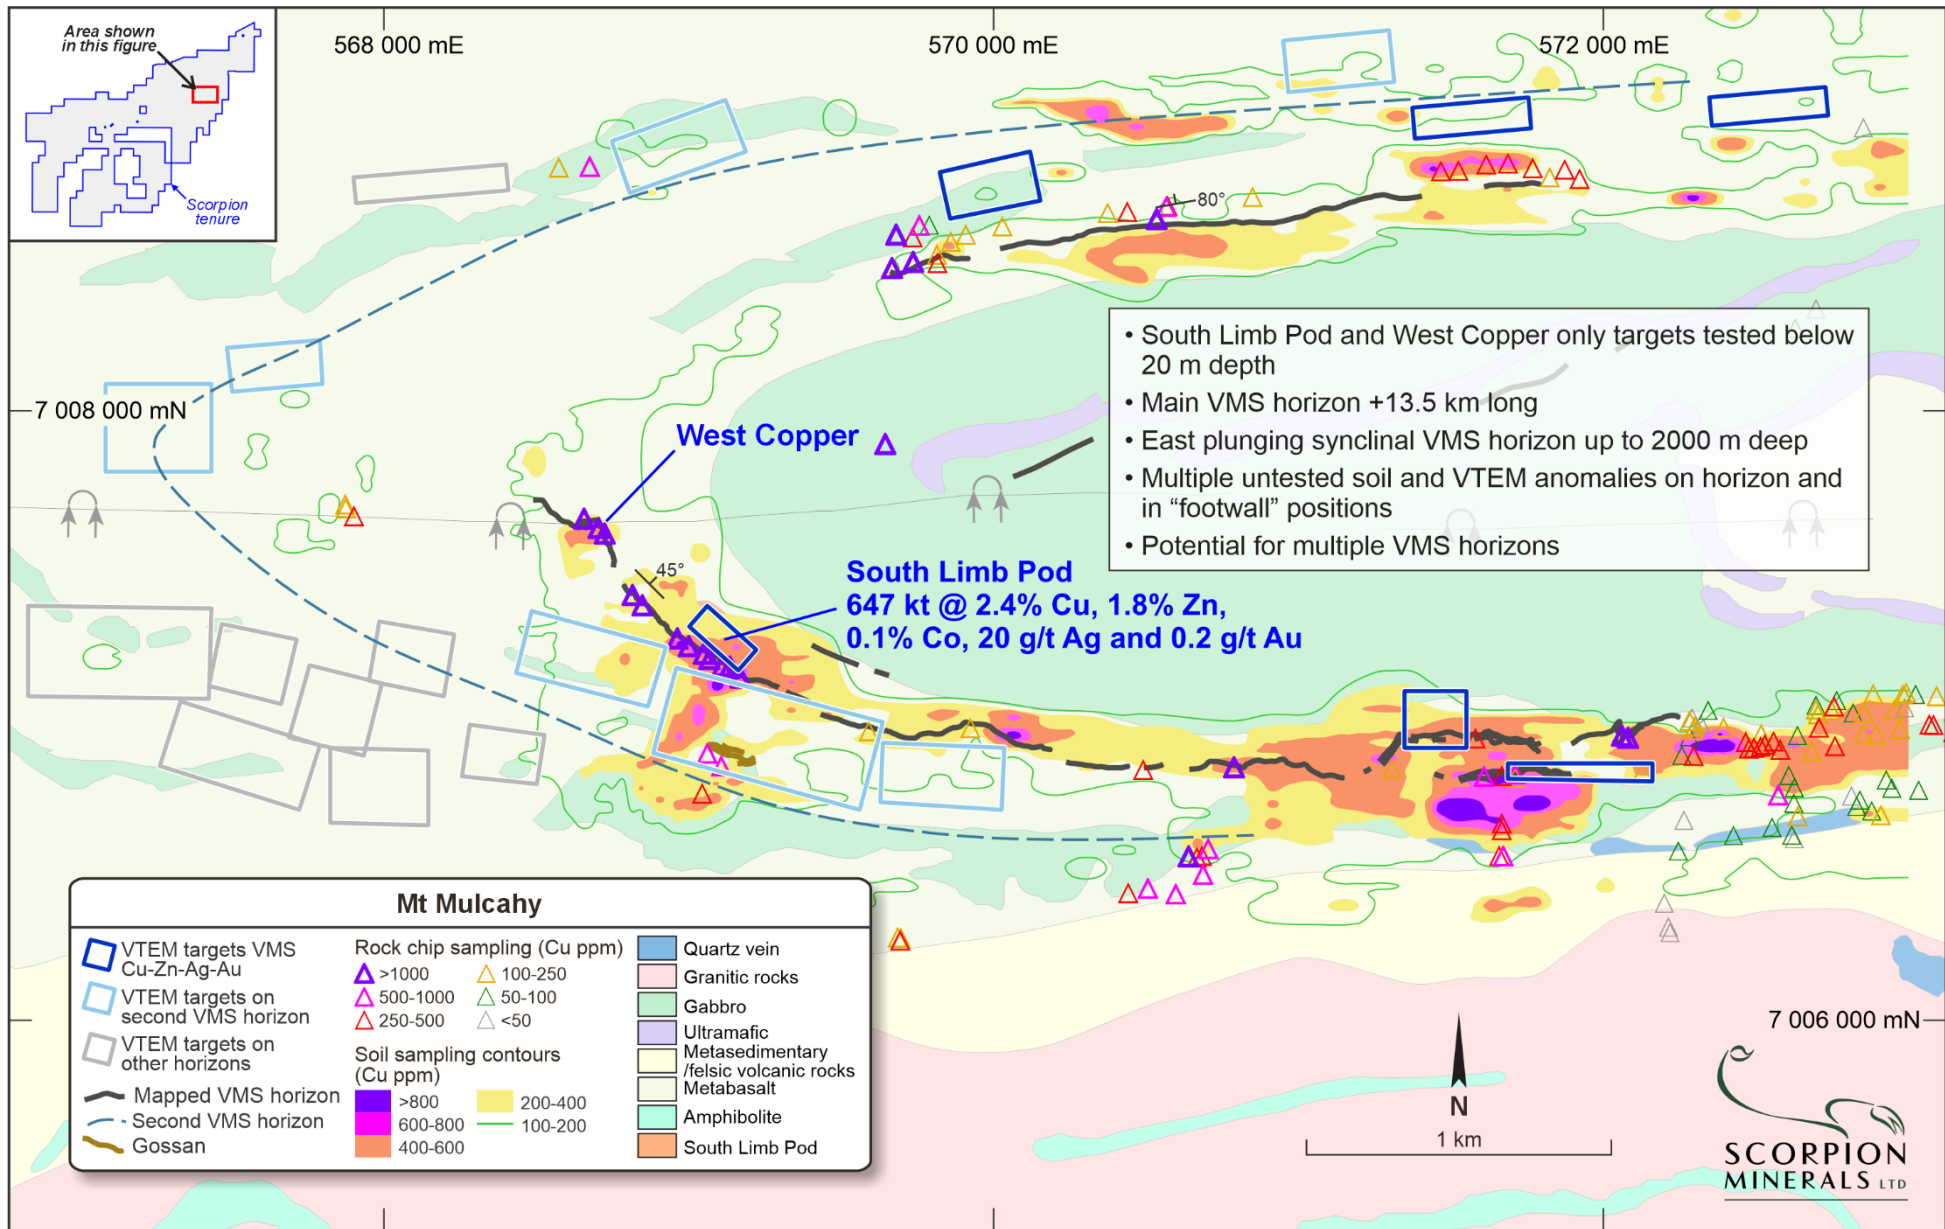 Area shown
in this figure
Scorpion
tenure
568 000 mE
570 000 mE
572 000 mE
80°
• South Limb Pod and West Copper only targets tested below
20 m depth
• Main VMS horizon +13.5 km long
• East plunging synclinal VMS horizon up to 2000 m deep
• Multiple untested soil and VTEM anomalies on horizon and
in “footwall” positions
• Potential for multiple VMS horizons
7 008 000 mN
West Copper
45°
South Limb Pod
647 kt @ 2.4% Cu, 1.8% Zn,
0.1% Co, 20 g/t Ag and 0.2 g/t Au
Mt Mulcahy
VTEM targets VMS
Cu-Zn-Ag-Au
VTEM targets on
second VMS horizon
VTEM targets on
other horizons
Mapped VMS horizon
Second VMS horizon
Gossan
Rock chip sampling (Cu ppm)
>1000
500-1000
250-500
100-250
50-100
<50
Soil sampling contours
(Cu ppm)
>800
600-800
400-600
200-400
100-200
Quartz vein
Granitic rocks
Gabbro
Ultramafic
Metasedimentary
/felsic volcanic rocks
Metabasalt
Amphibolite
South Limb Pod
7 006 000 mN
N
1 km
SCORPION
MINERALS LTD